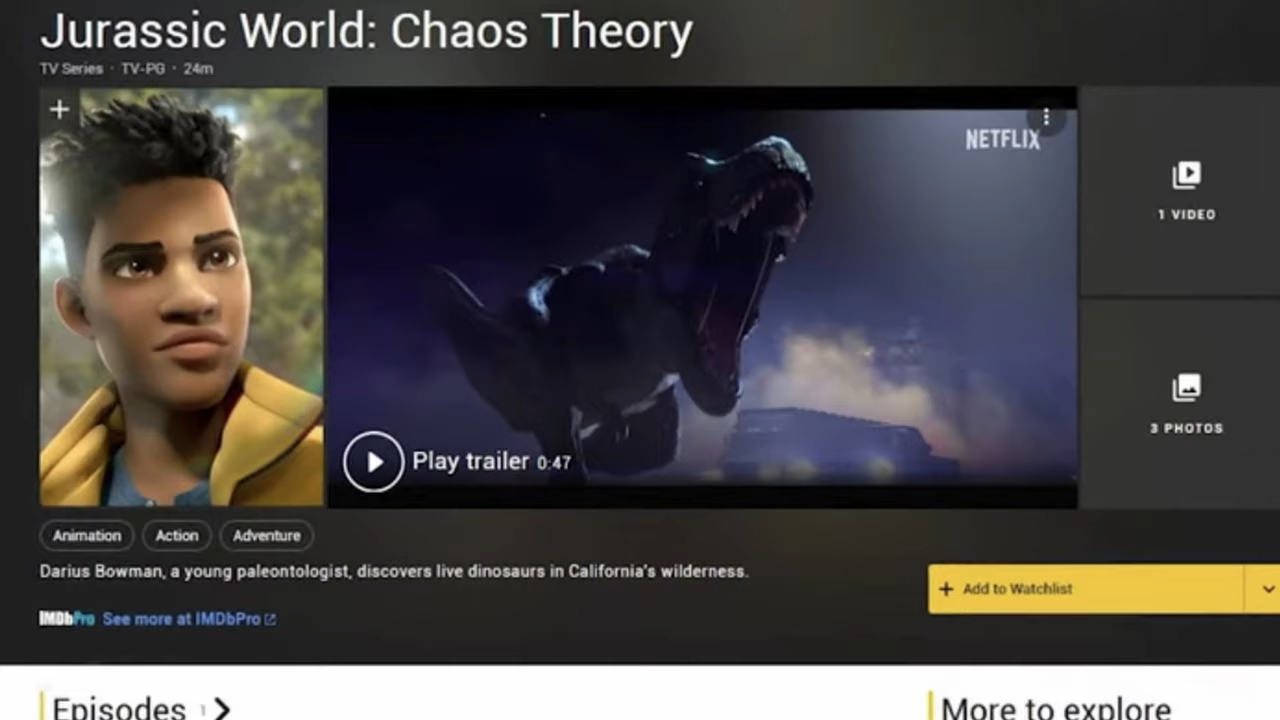 Jurassic World: Chaos Theory
TV Series · TV-PG · 24m
NETFLIX
1 VIDEO
3 PHOTOS
Play trailer 0:47
Animation
Action
Adventure
Darius Bowman, a young paleontologist, discovers live dinosaurs in California's wilderness.
+ Add to Watchlist
IMDbPro See more at IMDbPro
Episodes 1
More to explore